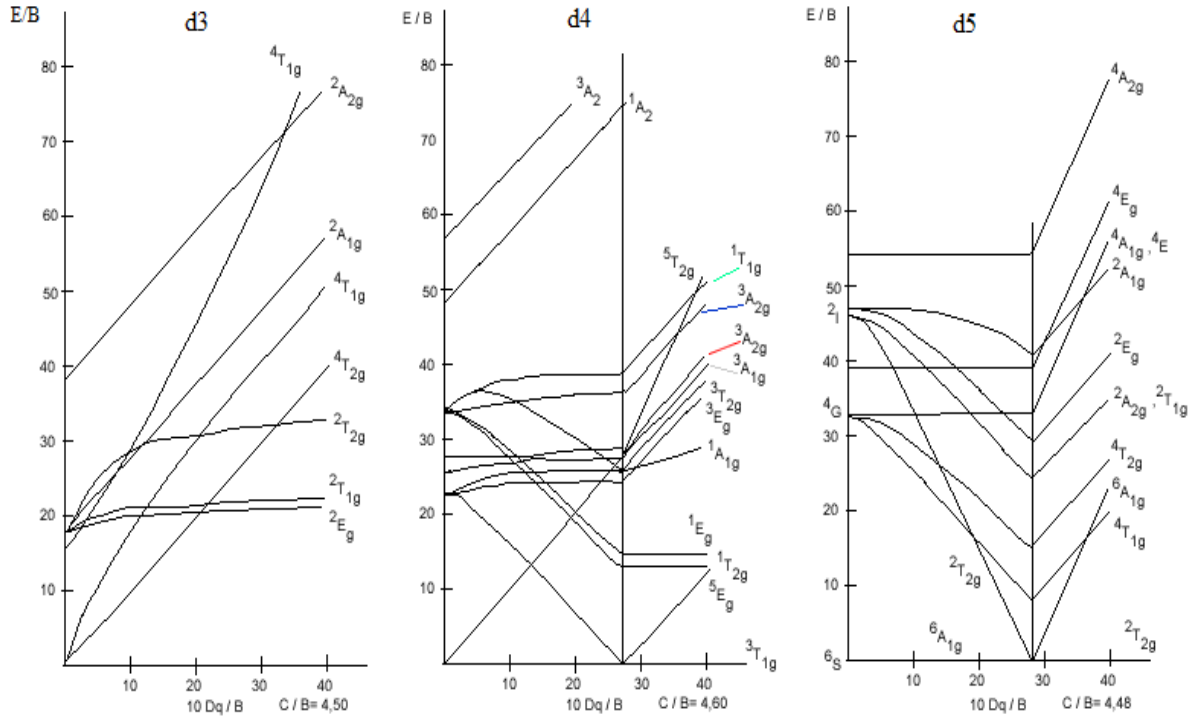 E/B
d3
⁴T₁g
²A₂g
80
70
60
²A₁g
50
⁴T₁g
40
⁴T₂g
30
²T₂g
²T₁g
20
²Eg
10
10 20 30 40
10 Dq / B C / B= 4,50
E / B
d4
80
³A₂
¹A₂
70
60
⁵T₂g
¹T₁g
50
³A₂g
40
³A₂g
³A₁g
³T₂g
30
³Eg
¹A₁g
20
¹Eg
¹T₂g
10
⁵Eg
³T₁g
10 20 30 40
10 Dq / B C / B= 4,60
E / B
d5
80
⁴A₂g
70
60
⁴Eg
⁴A₁g , ⁴E
50
²A₁g
²I
40
²Eg
⁴G
²A₂g , ²T₁g
30
⁴T₂g
20
⁶A₁g
⁴T₁g
10
²T₂g
⁶A₁g
²T₂g
⁶S
10 20 30 40
10 Dq / B C / B= 4,48